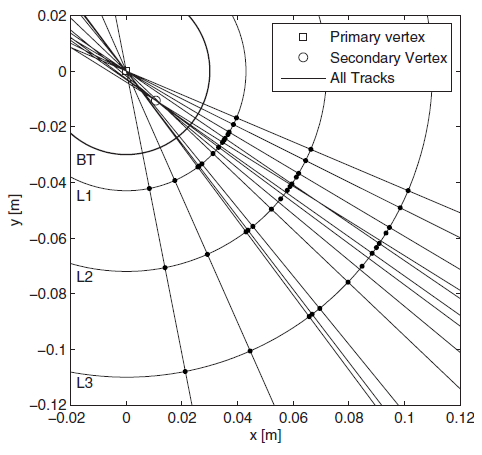 0.02
0
−0.02
−0.04
−0.06
−0.08
−0.1
−0.12
y [m]
Primary vertex
Secondary Vertex
All Tracks
BT
L1
L2
L3
−0.02 0 0.02 0.04 0.06 0.08 0.1 0.12
x [m]